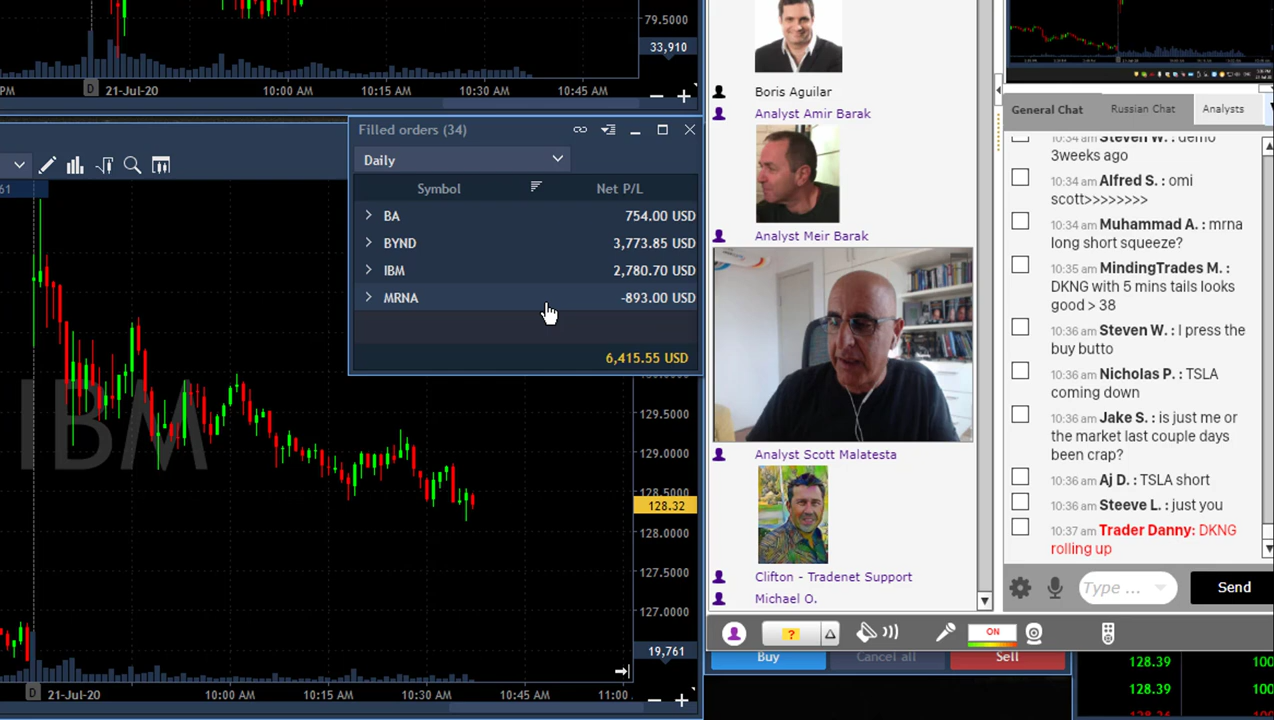 79.5000
33,910
PM
D
21-Jul-20
10:00 AM
10:15 AM
10:30 AM
10:45 AM
Filled orders (34)
Daily
Symbol
Net P/L
BA
754.00 USD
BYND
3,773.85 USD
IBM
2,780.70 USD
MRNA
-893.00 USD
6,415.55 USD
61
IBM
129.5000
129.0000
128.5000
128.32
128.0000
127.5000
127.0000
19,761
D
21-Jul-20
10:00 AM
10:15 AM
10:30 AM
10:45 AM
11:00
Boris Aguilar
Analyst Amir Barak
Analyst Meir Barak
Analyst Scott Malatesta
Clifton - Tradenet Support
Michael O.
?
ON
Buy
Cancel all
Sell
General Chat
Russian Chat
Analysts
10:34 am Steven W. : demo
3weeks ago
10:34 am Alfred S. : omi
scott>>>>>>>>
10:34 am Muhammad A. : mrna
long short squeeze?
10:35 am MindingTrades M. :
DKNG with 5 mins tails looks
good > 38
10:36 am Steven W. : I press the
buy butto
10:36 am Nicholas P. : TSLA
coming down
10:36 am Jake S. : is just me or
the market last couple days
been crap?
10:36 am Aj D. : TSLA short
10:36 am Steeve L. : just you
10:37 am Trader Danny: DKNG
rolling up
Type ...
Send
128.39
100
128.39
100